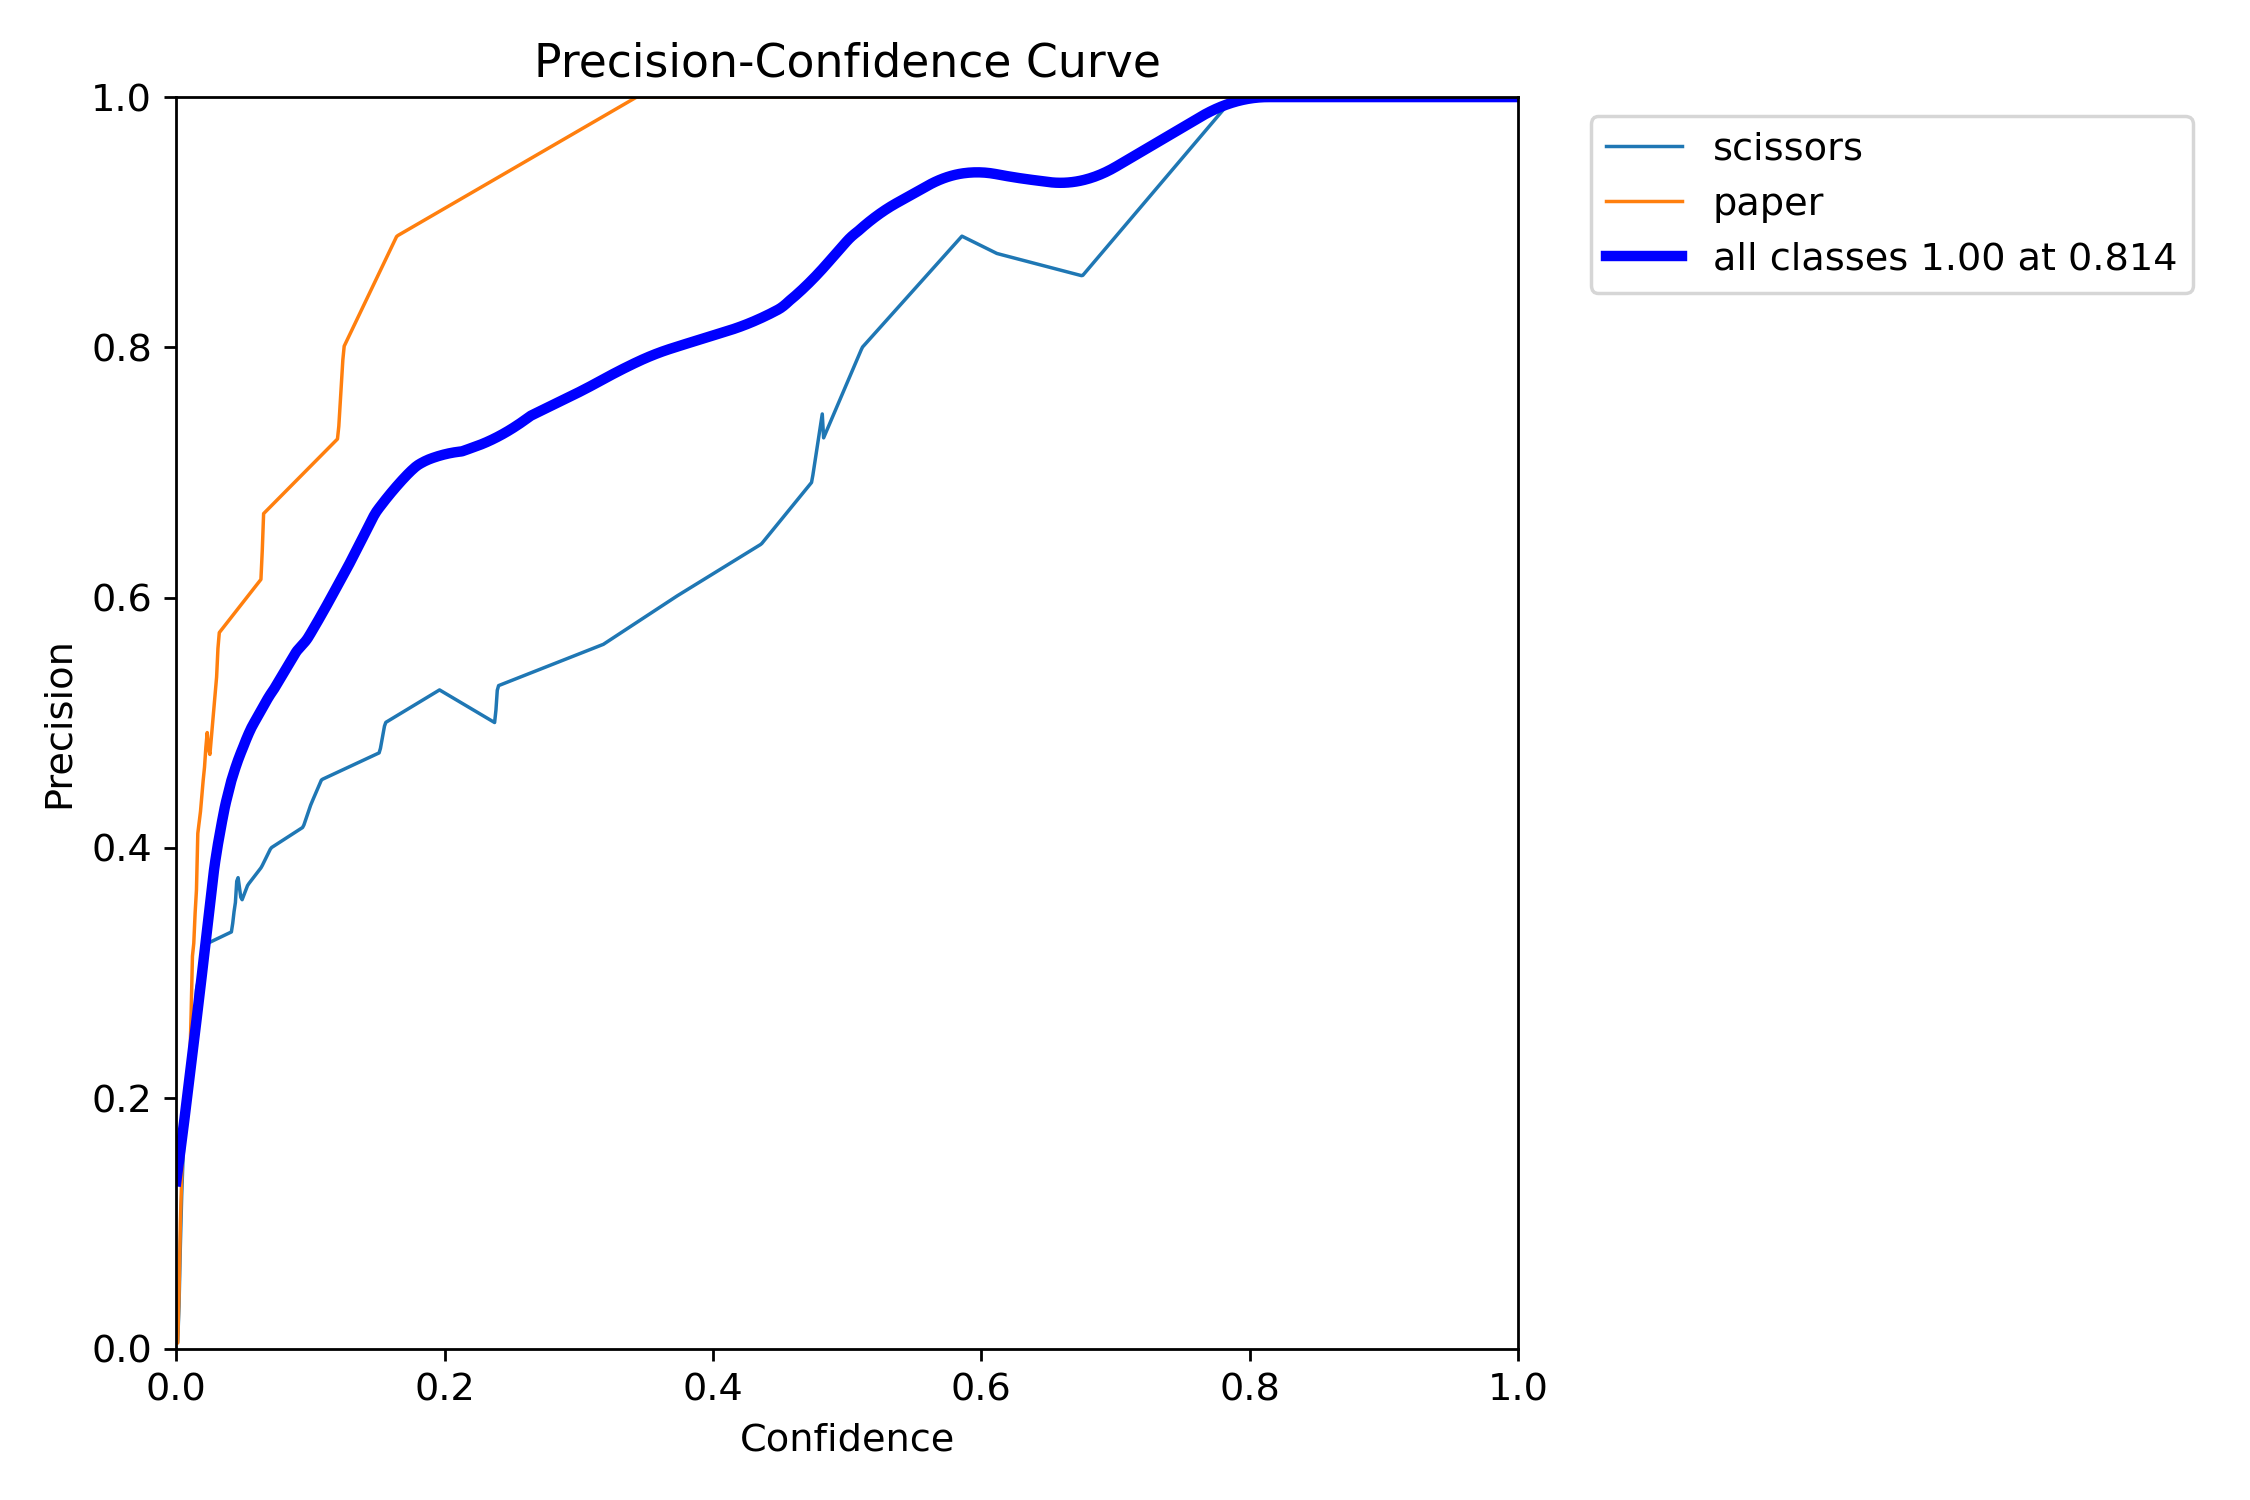 Precision-Confidence Curve
1.0
0.8
0.6
0.4
0.2
0.0
Precision
0.0 0.2 0.4 0.6 0.8 1.0
Confidence
scissors
paper
all classes 1.00 at 0.814